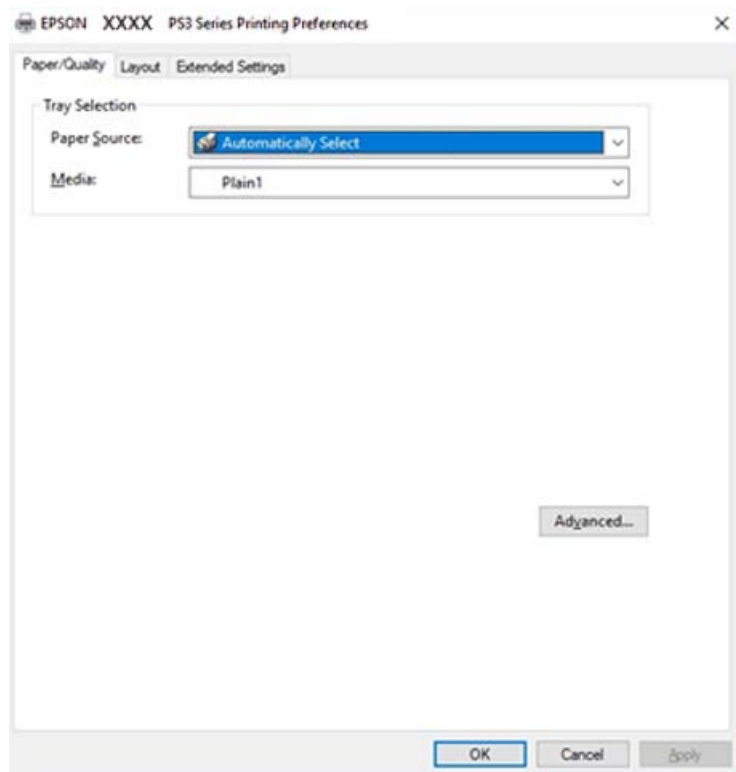 EPSON XXXX PS3 Series Printing Preferences
Paper/Quality Layout Extended Settings
Tray Selection
Paper Source: Automatically Select
Media: Plain1
Advanced...
OK Cancel Apply